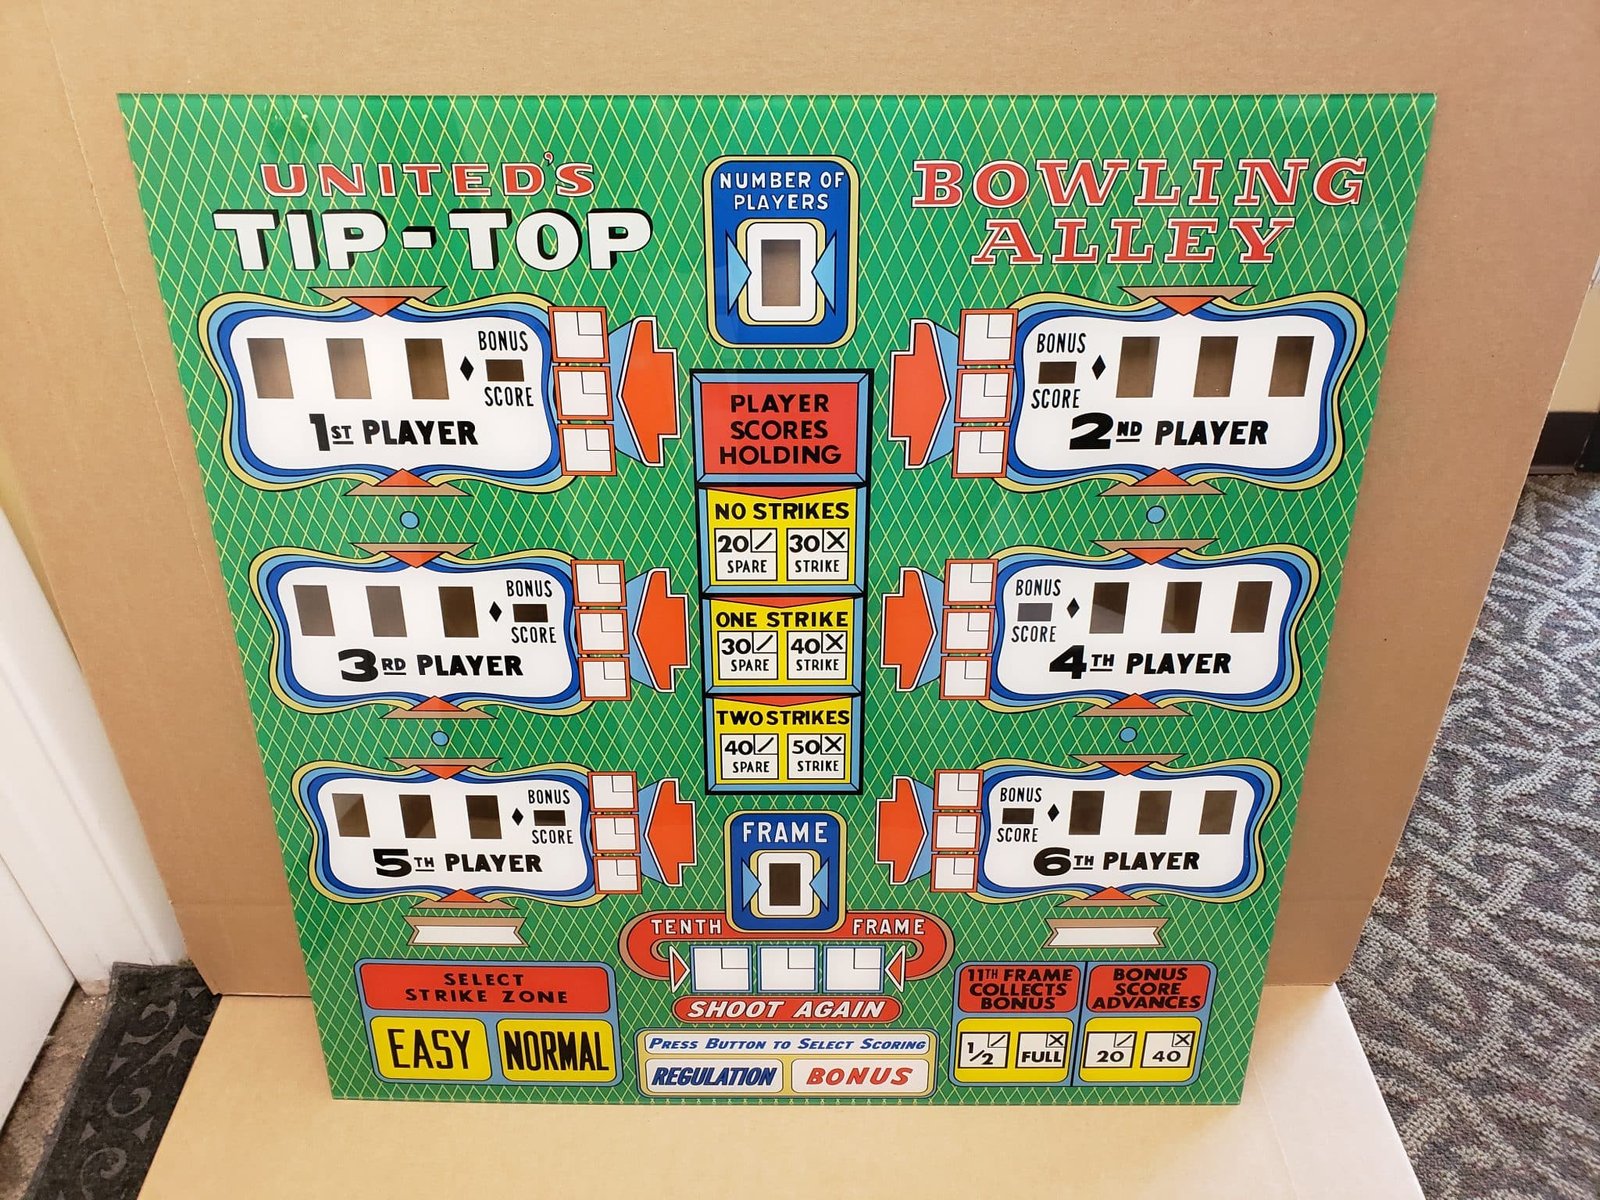 UNITED'S
TIP-TOP
NUMBER OF
PLAYERS
BOWLING
ALLEY
BONUS
SCORE
1ST PLAYER
BONUS
SCORE
2ND PLAYER
PLAYER
SCORES
HOLDING
NO STRIKES
20 30
SPARE STRIKE
ONE STRIKE
30 40
SPARE STRIKE
TWO STRIKES
40 50
SPARE STRIKE
BONUS
SCORE
3RD PLAYER
BONUS
SCORE
4TH PLAYER
BONUS
SCORE
5TH PLAYER
BONUS
SCORE
6TH PLAYER
FRAME
TENTH FRAME
SHOOT AGAIN
SELECT
STRIKE ZONE
EASY NORMAL
PRESS BUTTON TO SELECT SCORING
REGULATION BONUS
11TH FRAME
COLLECTS
BONUS
1/2 FULL
BONUS
SCORE
ADVANCES
20 40